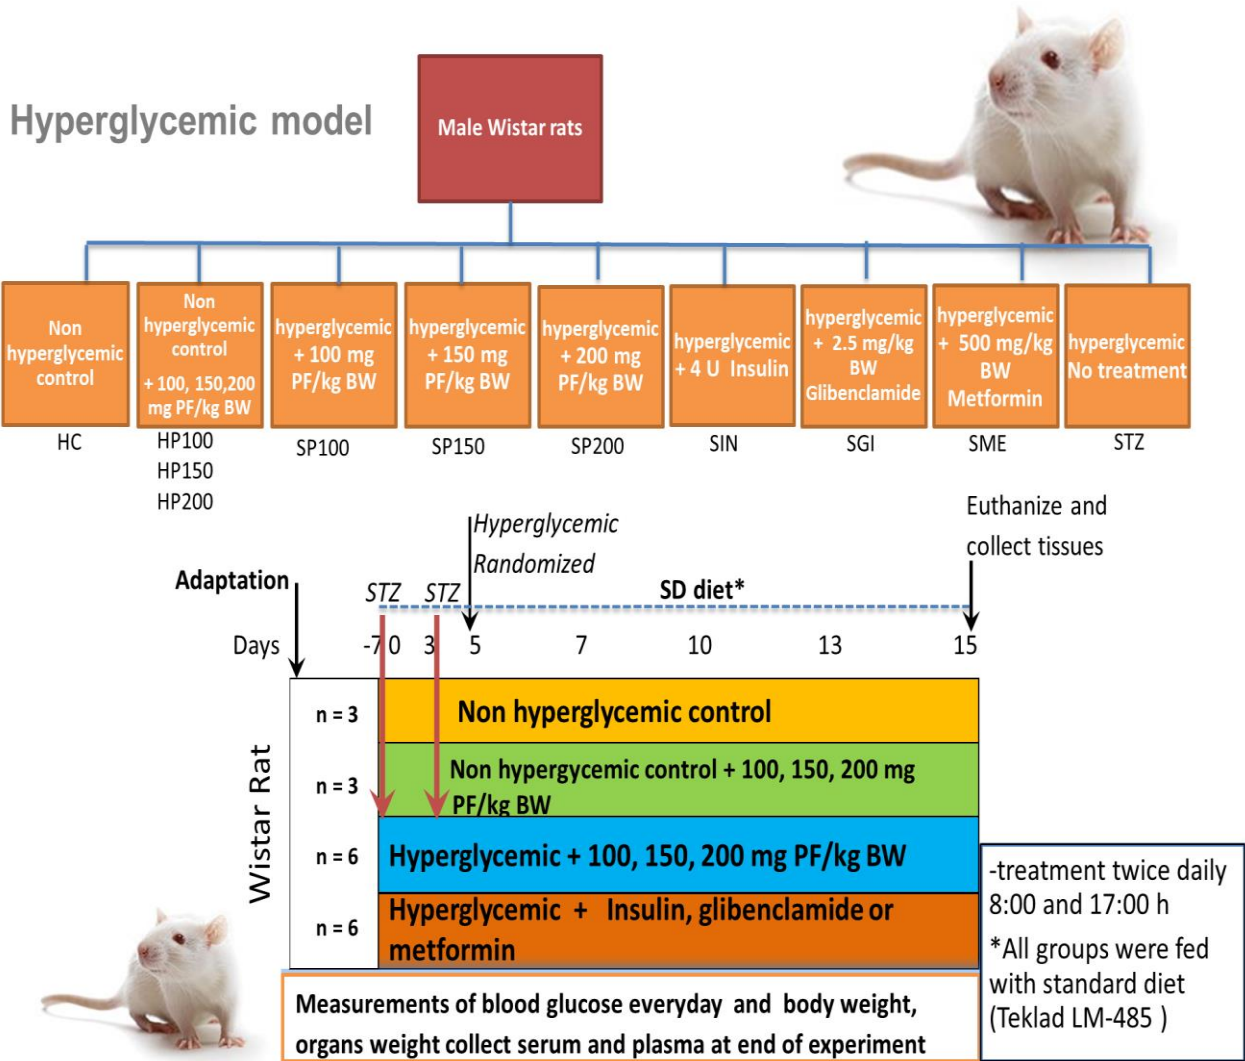 Hyperglycemic model
Male Wistar rats
Non
hyperglycemic
control
Non
hyperglycemic
control
+ 100, 150,200
mg PF/kg BW
hyperglycemic
+ 100 mg
PF/kg BW
hyperglycemic
+ 150 mg
PF/kg BW
hyperglycemic
+ 200 mg
PF/kg BW
hyperglycemic
+ 4 U Insulin
hyperglycemic
+ 2.5 mg/kg
BW
Glibenclamide
hyperglycemic
+ 500 mg/kg
BW
Metformin
hyperglycemic
No treatment
HC
HP100
HP150
HP200
SP100
SP150
SP200
SIN
SGI
SME
STZ
Hyperglycemic
Randomized
Euthanize and
collect tissues
Adaptation
STZ
STZ
SD diet*
Days
-7 0 3 5 7 10 13 15
Wistar Rat
n = 3
Non hyperglycemic control
n = 3
Non hypergycemic control + 100, 150, 200 mg
PF/kg BW
n = 6
Hyperglycemic + 100, 150, 200 mg PF/kg BW
n = 6
Hyperglycemic + Insulin, glibenclamide or
metformin
Measurements of blood glucose everyday and body weight,
organs weight collect serum and plasma at end of experiment
-treatment twice daily
8:00 and 17:00 h
*All groups were fed
with standard diet
(Teklad LM-485 )